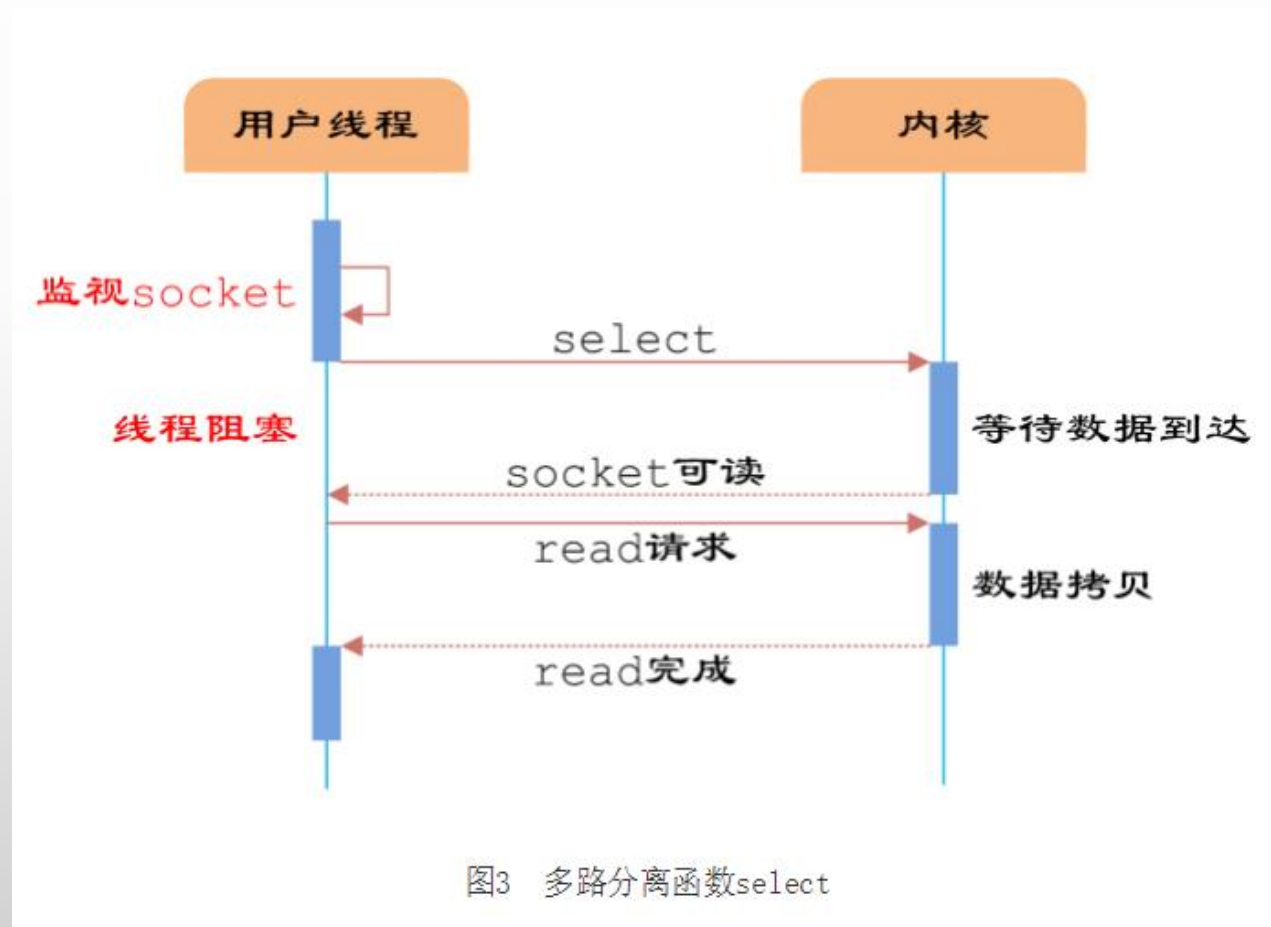 用户线程
内核
监视socket
select
线程阻塞
等待数据到达
socket可读
read请求
数据拷贝
read完成
图3 多路分离函数select